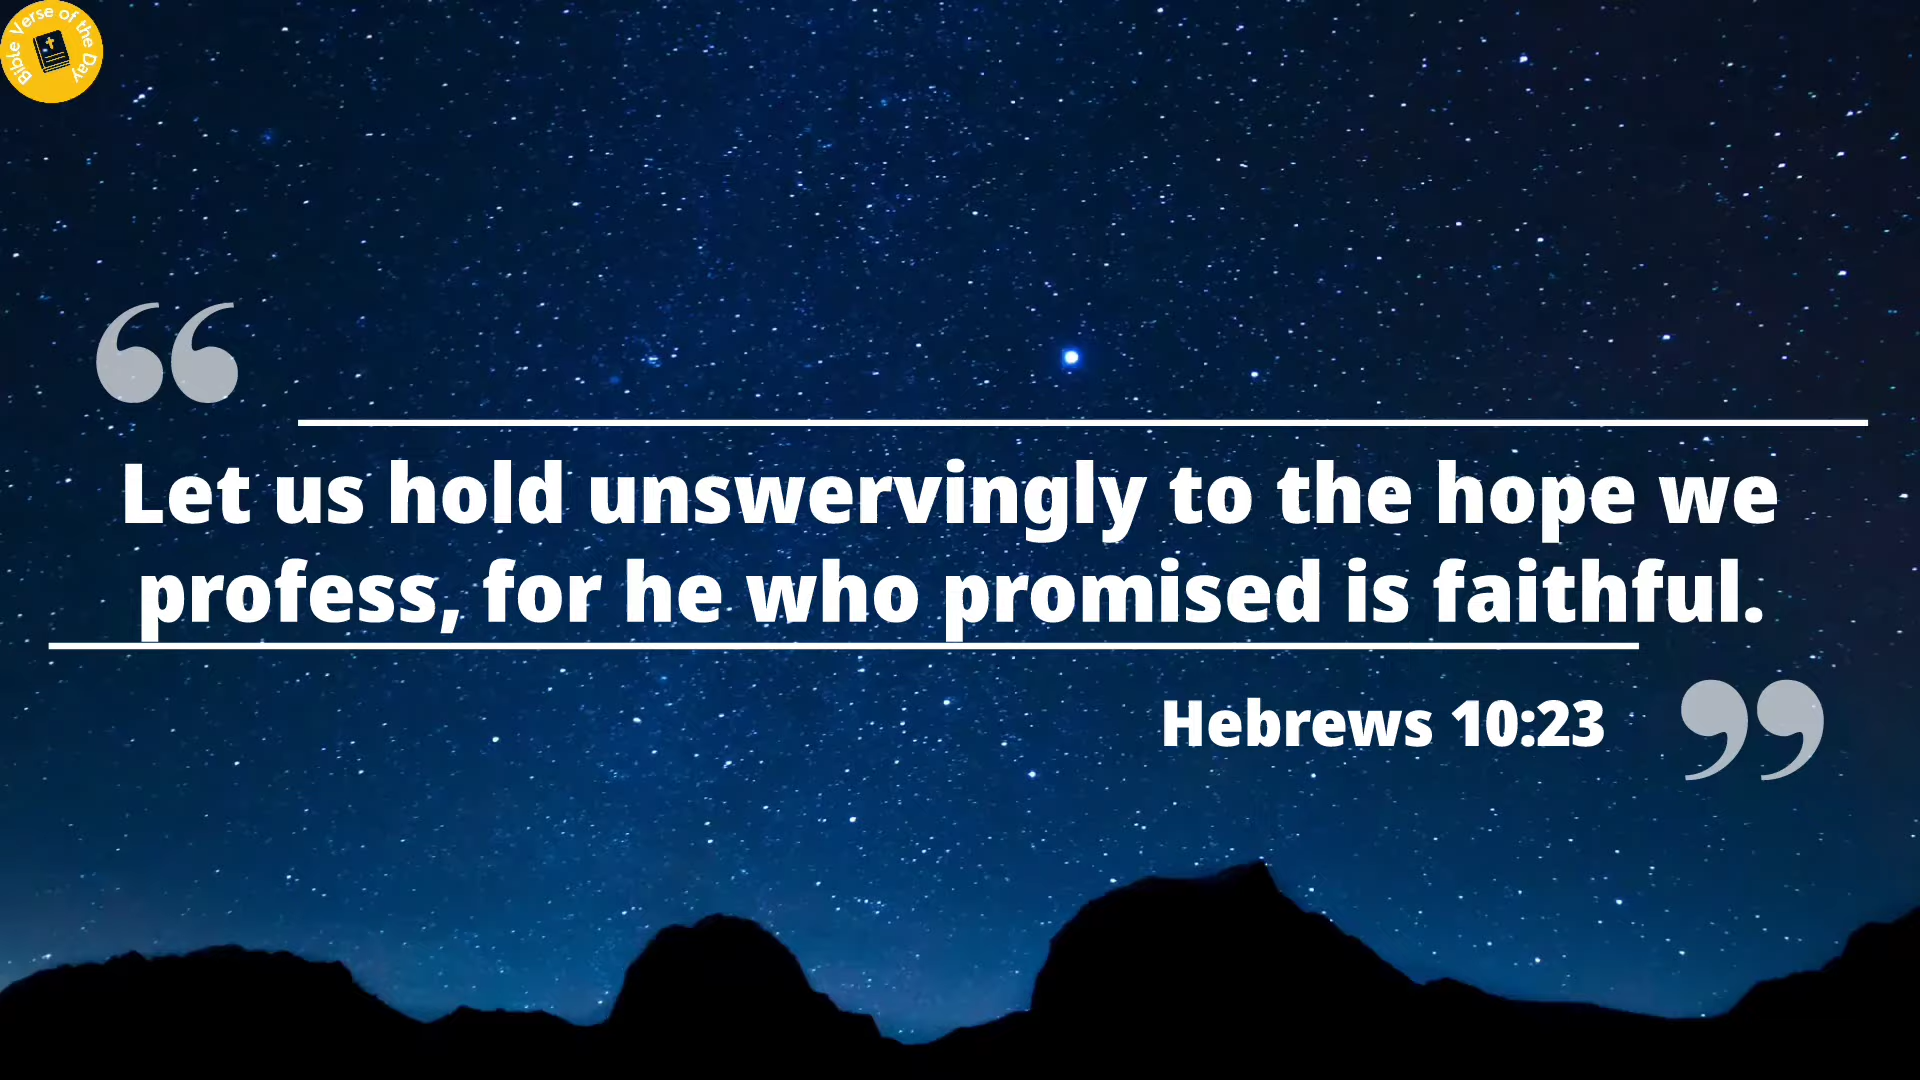 Bible Verse of the Day
“
Let us hold unswervingly to the hope we
profess, for he who promised is faithful.
Hebrews 10:23
”